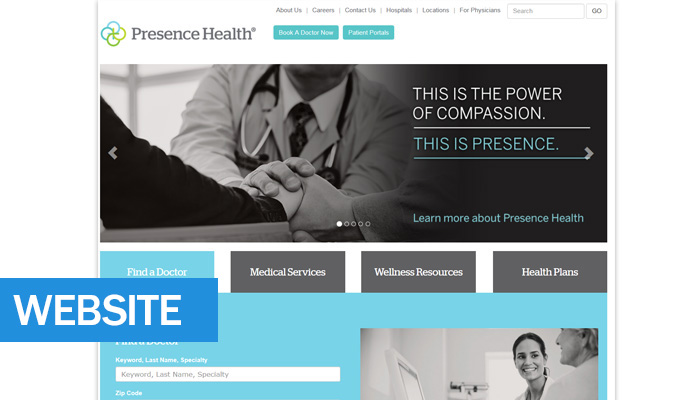 About Us | Careers | Contact Us | Hospitals | Locations | For Physicians
Search
GO
Presence Health®
Book A Doctor Now
Patient Portals
THIS IS THE POWER
OF COMPASSION.
THIS IS PRESENCE.
Learn more about Presence Health
Find a Doctor
Medical Services
Wellness Resources
Health Plans
WEBSITE
Find a Doctor
Keyword, Last Name, Specialty
Keyword, Last Name, Specialty
Zip Code